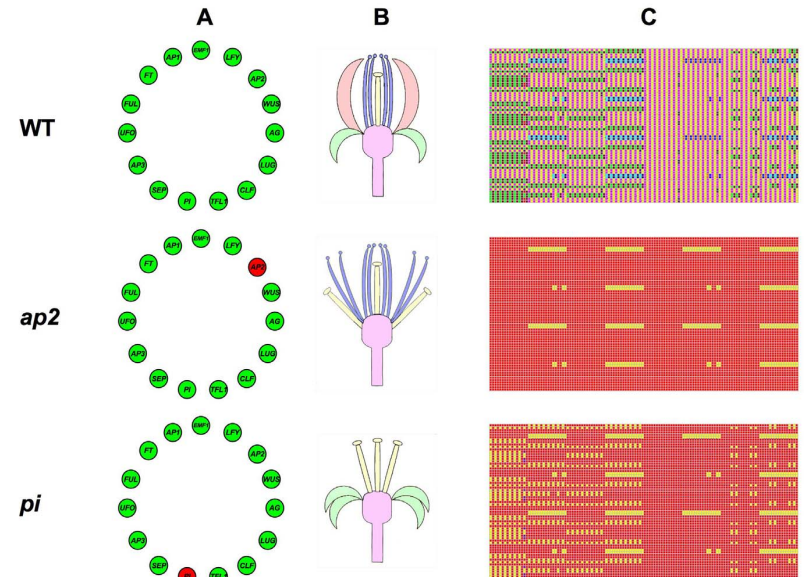 A B C
WT
EMF1
AP1 LFY
FT AP2
FUL WUS
UFO AG
AP3 LUG
SEP CLF
PI TFL1
ap2
EMF1
AP1 LFY
FT AP2
FUL WUS
UFO AG
AP3 LUG
SEP CLF
PI TFL1
pi
EMF1
AP1 LFY
FT AP2
FUL WUS
UFO AG
AP3 LUG
SEP CLF
PI TFL1